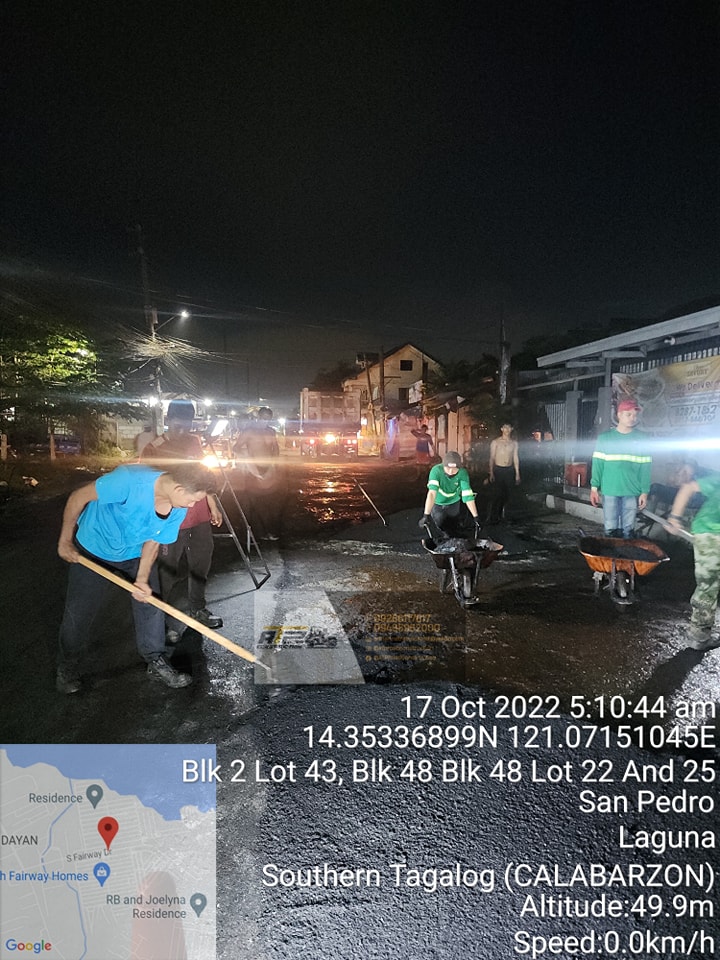 CONSTRUCTION
17 Oct 2022 5:10:44 am
14.35336899N 121.07151045E
Blk 2 Lot 43, Blk 48 Blk 48 Lot 22 And 25
San Pedro
Laguna
Southern Tagalog (CALABARZON)
Altitude:49.9m
Speed:0.0km/h
Residence
DAYAN
S Fairway Dr
h Fairway Homes
RB and Joelyna
Residence
Google